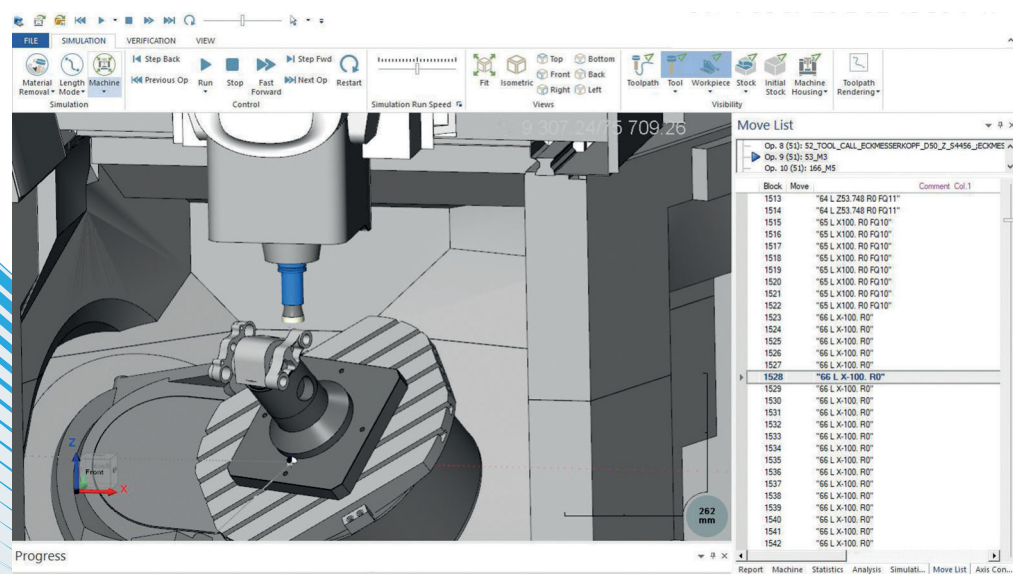 FILE SIMULATION VERIFICATION VIEW
Step Back Step Fwd Top Bottom
Previous Op Next Op Front Back
Right Left
Material Removal Length Mode Machine Run Stop Fast Forward Restart Fit Isometric Toolpath Tool Workpiece Stock Initial Stock Machine Housing Toolpath Rendering
Simulation Control Simulation Run Speed Views Visibility
9 307.24/75 709.26
Z
Front
X
262
mm
Progress
Move List
Op. 8 (51): 52_TOOL_CALL_ECKMESSERKOPF_D50_Z_S4456_;ECKMES
Op. 9 (51): 53_M3
Op. 10 (51): 166_M5
Block Move Comment Col.1
1513 "64 L Z53.748 R0 FQ11"
1514 "64 L Z53.748 R0 FQ11"
1515 "65 L X100. R0 FQ10"
1516 "65 L X100. R0 FQ10"
1517 "65 L X100. R0 FQ10"
1518 "65 L X100. R0 FQ10"
1519 "65 L X100. R0 FQ10"
1520 "65 L X100. R0 FQ10"
1521 "65 L X100. R0 FQ10"
1522 "65 L X100. R0 FQ10"
1523 "66 L X-100. R0"
1524 "66 L X-100. R0"
1525 "66 L X-100. R0"
1526 "66 L X-100. R0"
1527 "66 L X-100. R0"
1528 "66 L X-100. R0"
1529 "66 L X-100. R0"
1530 "66 L X-100. R0"
1531 "66 L X-100. R0"
1532 "66 L X-100. R0"
1533 "66 L X-100. R0"
1534 "66 L X-100. R0"
1535 "66 L X-100. R0"
1536 "66 L X-100. R0"
1537 "66 L X-100. R0"
1538 "66 L X-100. R0"
1539 "66 L X-100. R0"
1540 "66 L X-100. R0"
1541 "66 L X-100. R0"
1542 "66 L X-100. R0"
Report Machine Statistics Analysis Simulati... Move List Axis Con...